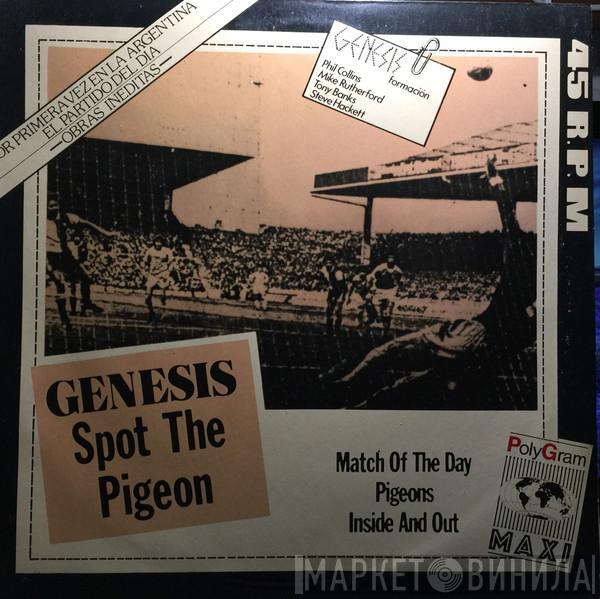 POR PRIMERA VEZ EN LA ARGENTINA
EL PARTIDO DEL DIA
—OBRAS INEDITAS—
GENESIS
formación
Phil Collins
Mike Rutherford
Tony Banks
Steve Hackett
45 R.P.M
GENESIS
Spot The
Pigeon
Match Of The Day
Pigeons
Inside And Out
PolyGram
MAXI
МАРКЕТ ВИНИЛА